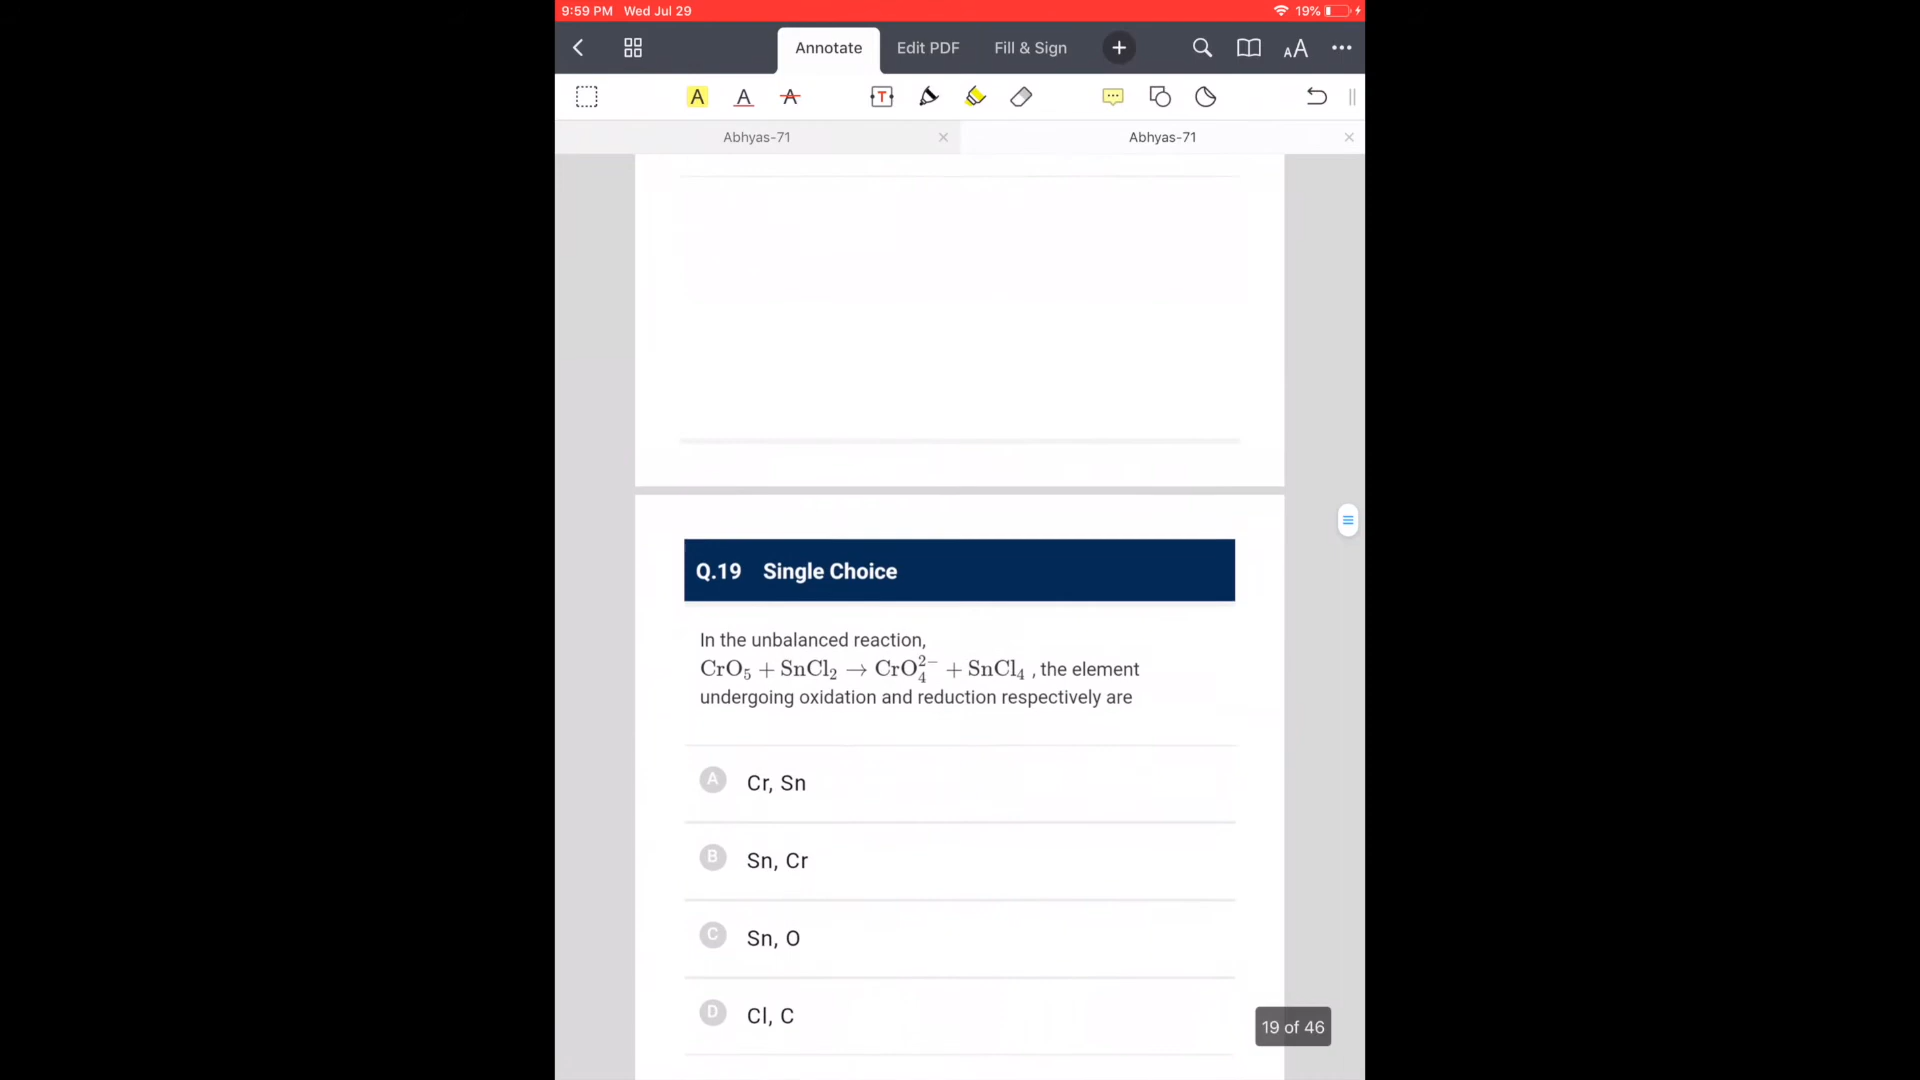 9:59 PM Wed Jul 29 19%
Annotate Edit PDF Fill & Sign AA
A A A T
Abhyas-71 Abhyas-71
Q.19 Single Choice
In the unbalanced reaction,
CrO₅ + SnCl₂ → CrO₄²⁻ + SnCl₄ , the element
undergoing oxidation and reduction respectively are
A Cr, Sn
B Sn, Cr
C Sn, O
D Cl, C
19 of 46